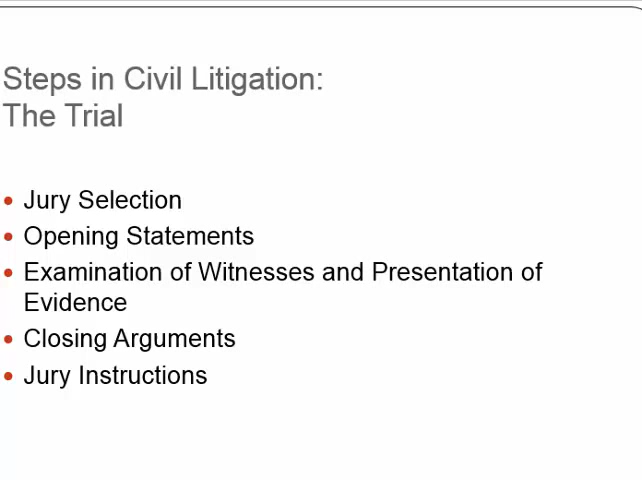 Steps in Civil Litigation:
The Trial
• Jury Selection
• Opening Statements
• Examination of Witnesses and Presentation of
Evidence
• Closing Arguments
• Jury Instructions